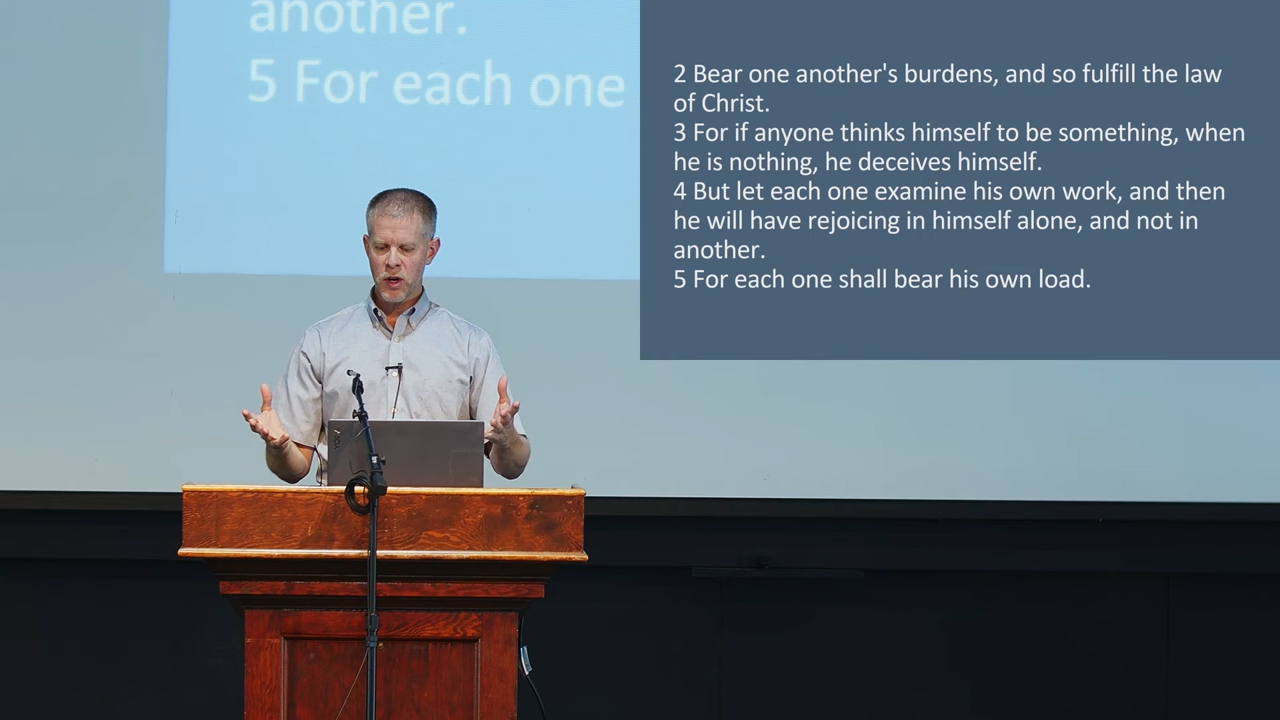 another.
5 For each one
2 Bear one another's burdens, and so fulfill the law
of Christ.
3 For if anyone thinks himself to be something, when
he is nothing, he deceives himself.
4 But let each one examine his own work, and then
he will have rejoicing in himself alone, and not in
another.
5 For each one shall bear his own load.
YOGA